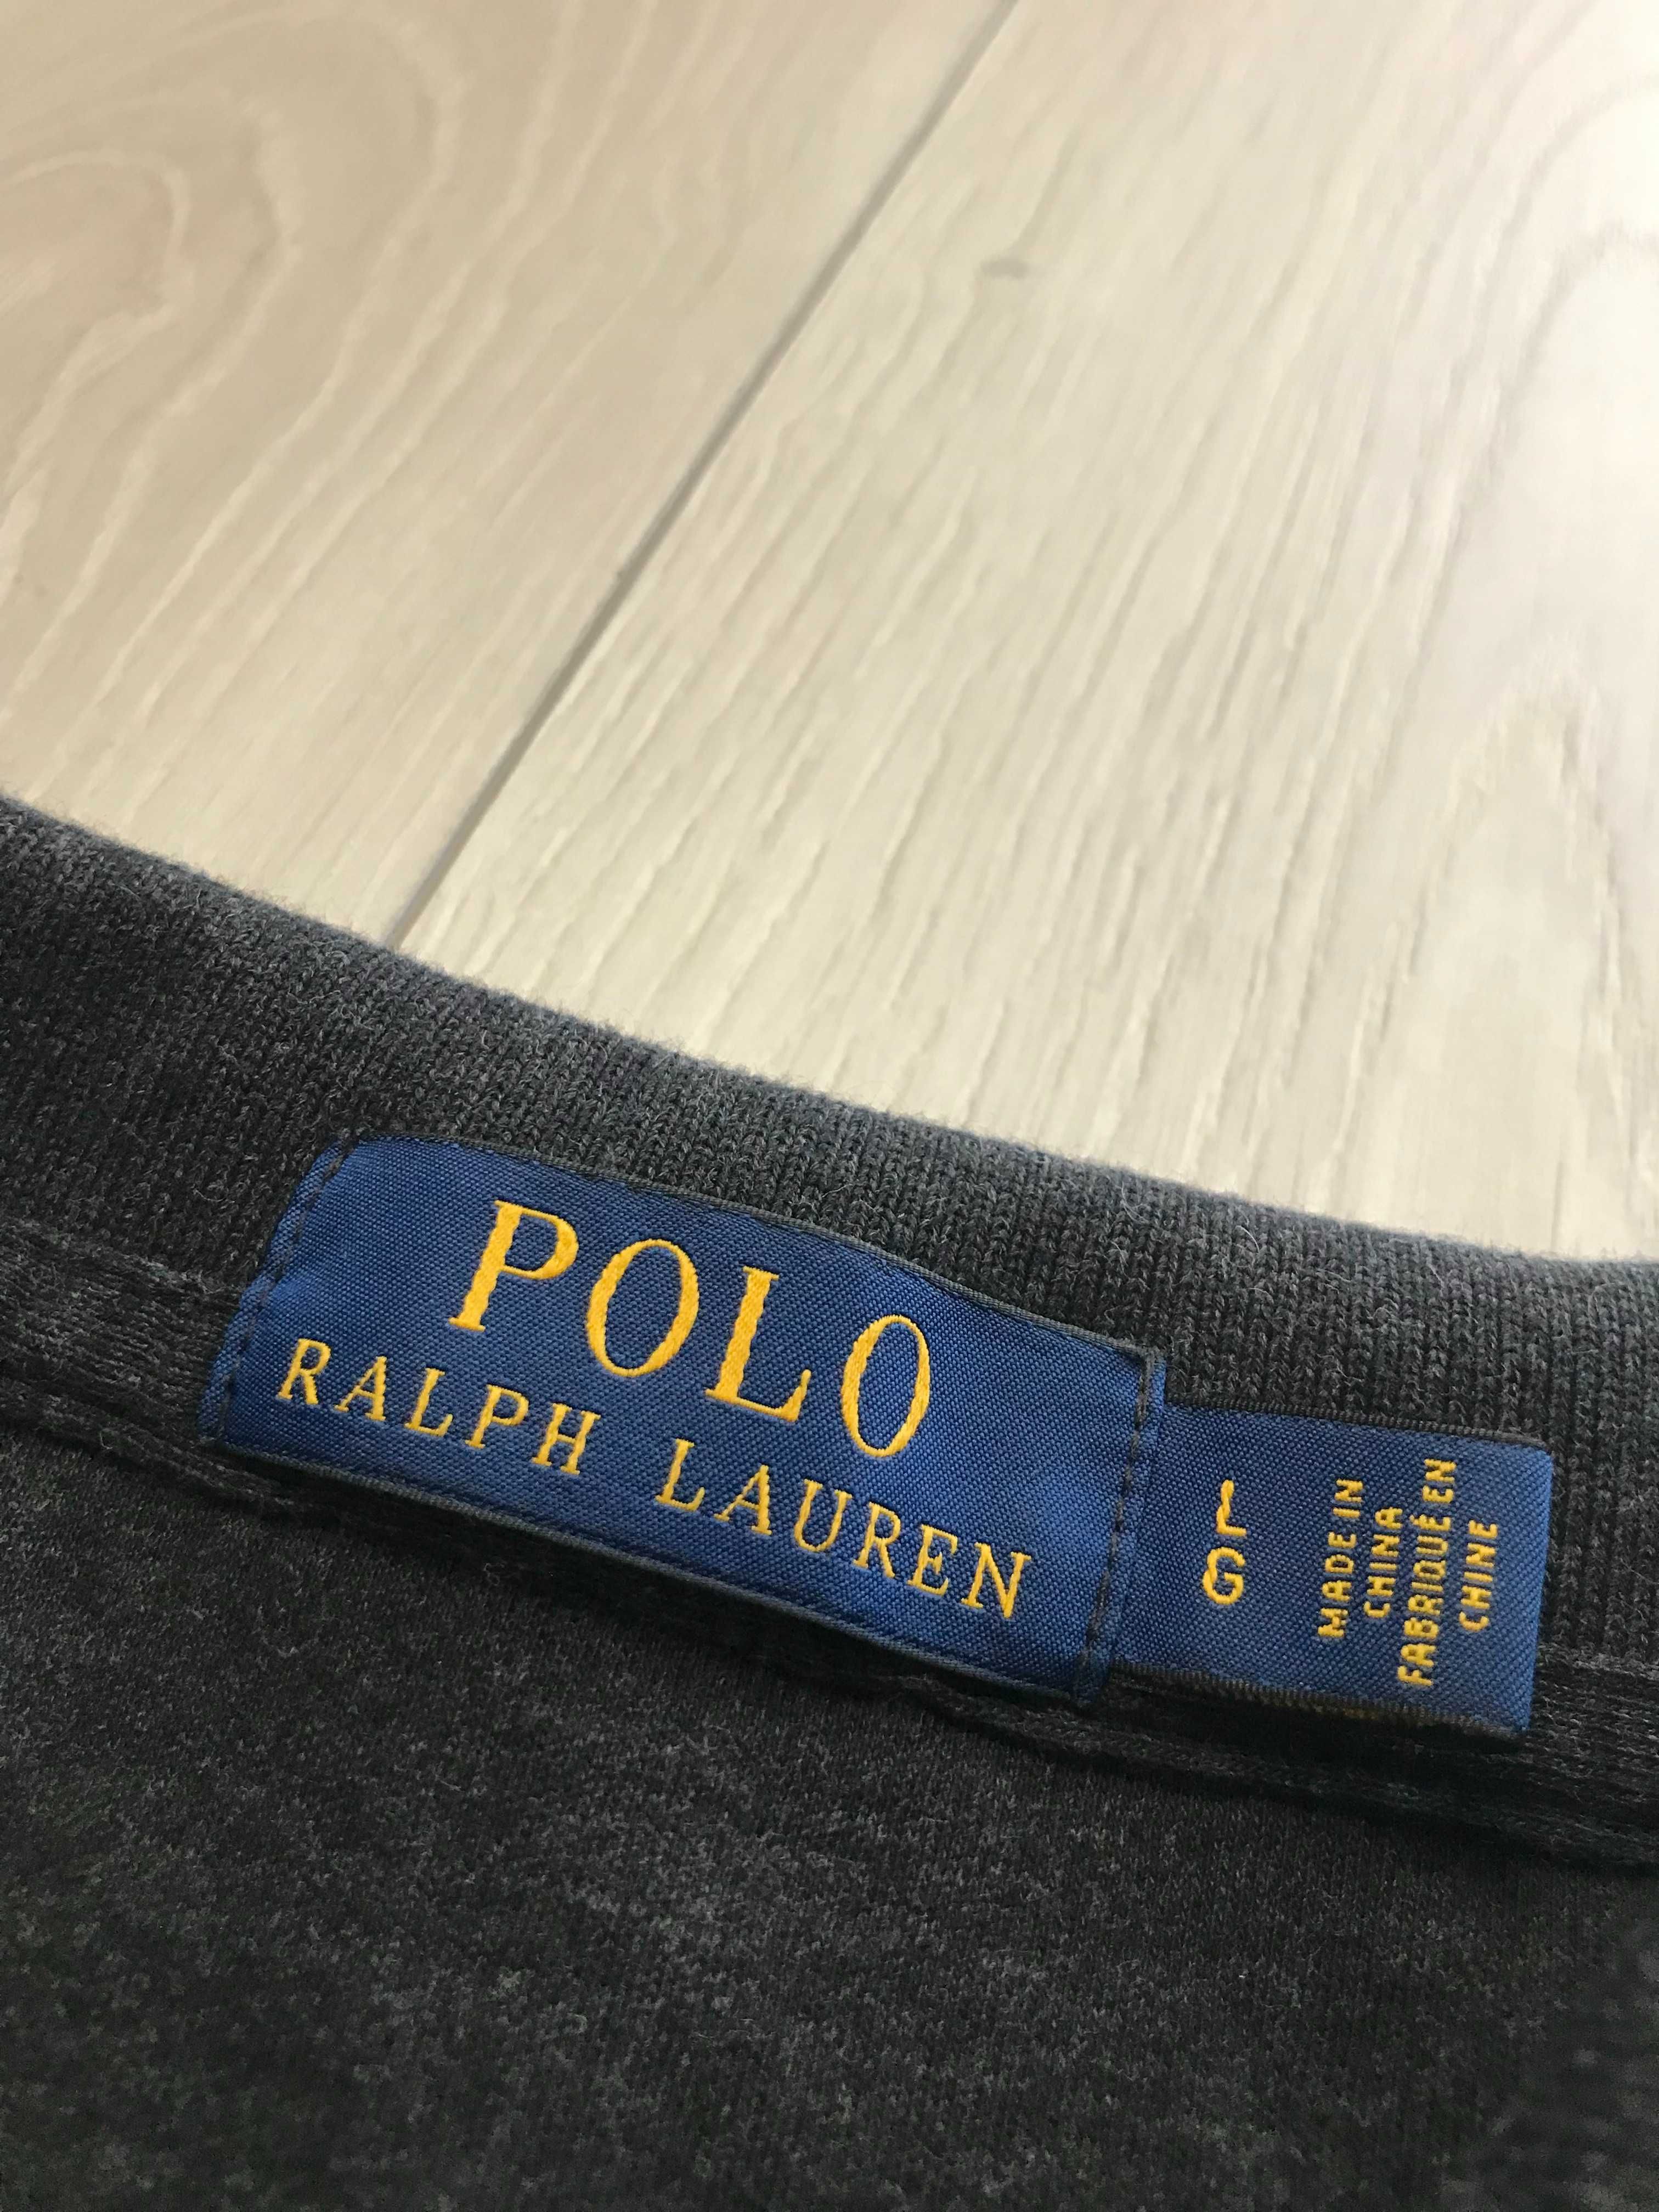 POLO
RALPH LAUREN
L
G
MADE IN
CHINA
FABRIQUÉ EN
CHINE